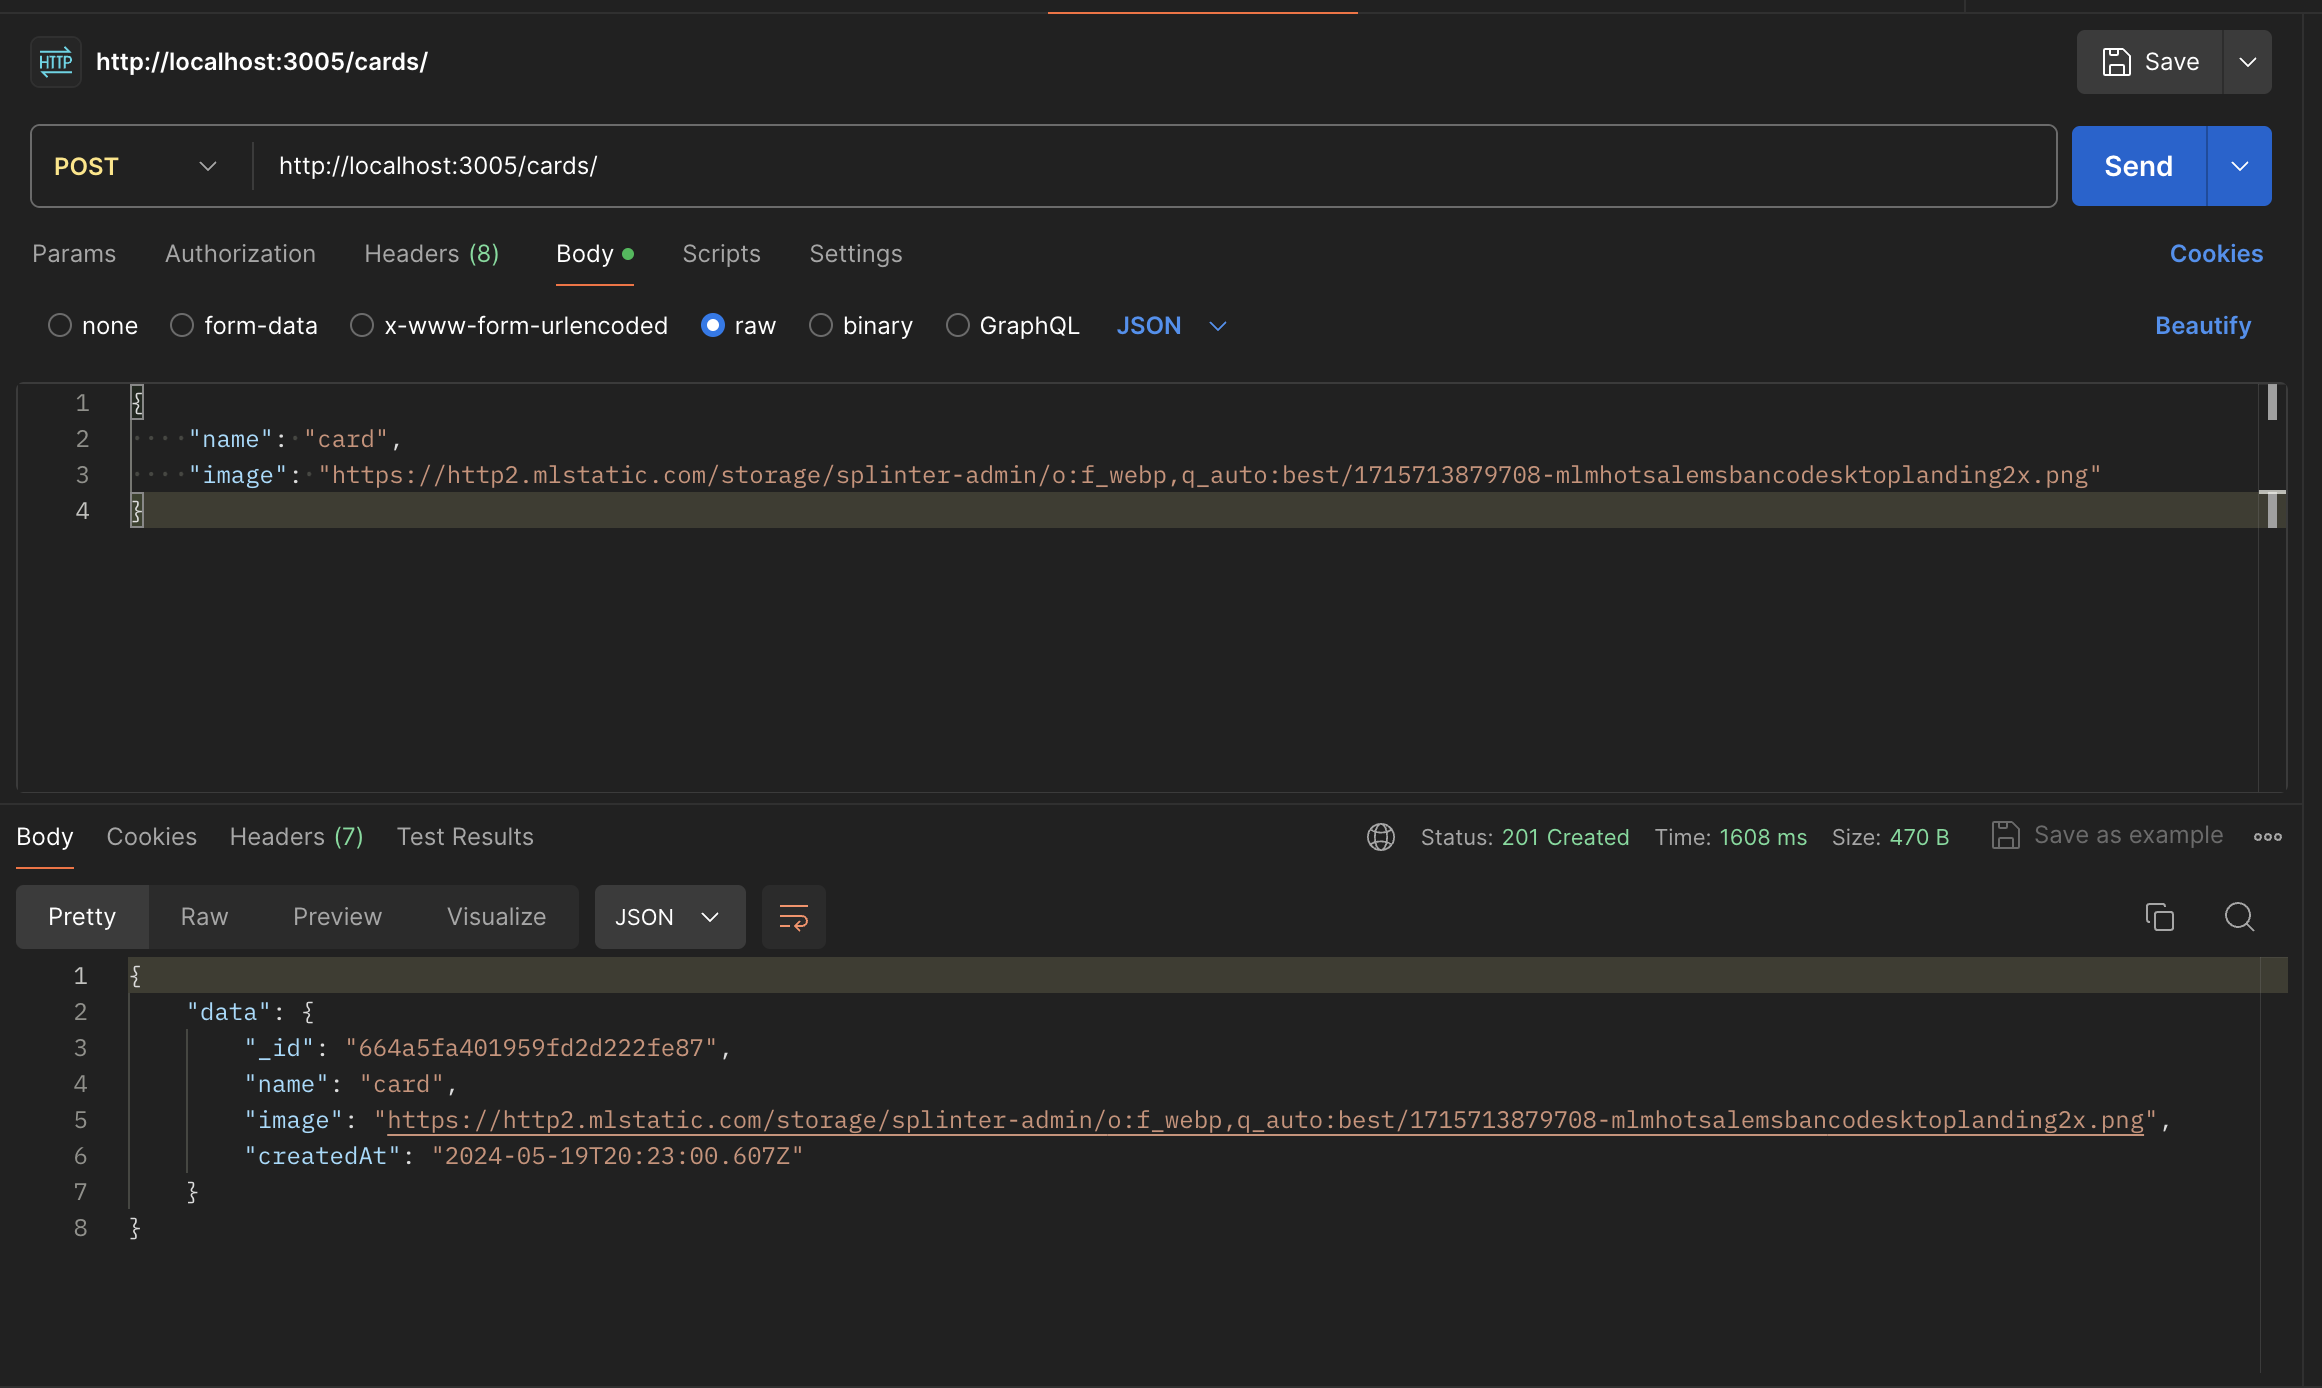 HTTP http://localhost:3005/cards/ Save
POST http://localhost:3005/cards/ Send
Params Authorization Headers (8) Body Scripts Settings Cookies
none form-data x-www-form-urlencoded raw binary GraphQL JSON Beautify
1 {
2 "name": "card",
3 "image": "https://http2.mlstatic.com/storage/splinter-admin/o:f_webp,q_auto:best/1715713879708-mlmhotsalemsbancodesktoplanding2x.png"
4 }
Body Cookies Headers (7) Test Results Status: 201 Created Time: 1608 ms Size: 470 B Save as example
Pretty Raw Preview Visualize JSON
1 {
2 "data": {
3 "_id": "664a5fa401959fd2d222fe87",
4 "name": "card",
5 "image": "https://http2.mlstatic.com/storage/splinter-admin/o:f_webp,q_auto:best/1715713879708-mlmhotsalemsbancodesktoplanding2x.png",
6 "createdAt": "2024-05-19T20:23:00.607Z"
7 }
8 }